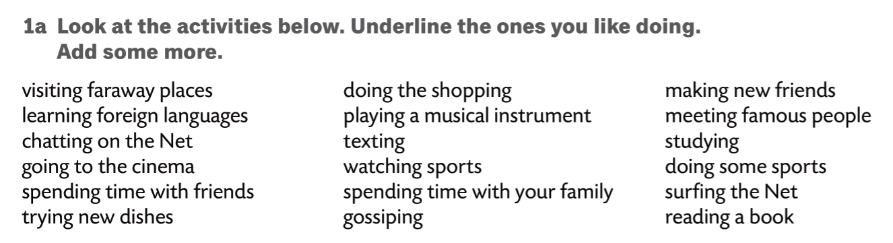 1a Look at the activities below. Underline the ones you like doing.
Add some more.
visiting faraway places
learning foreign languages
chatting on the Net
going to the cinema
spending time with friends
trying new dishes
doing the shopping
playing a musical instrument
texting
watching sports
spending time with your family
gossiping
making new friends
meeting famous people
studying
doing some sports
surfing the Net
reading a book